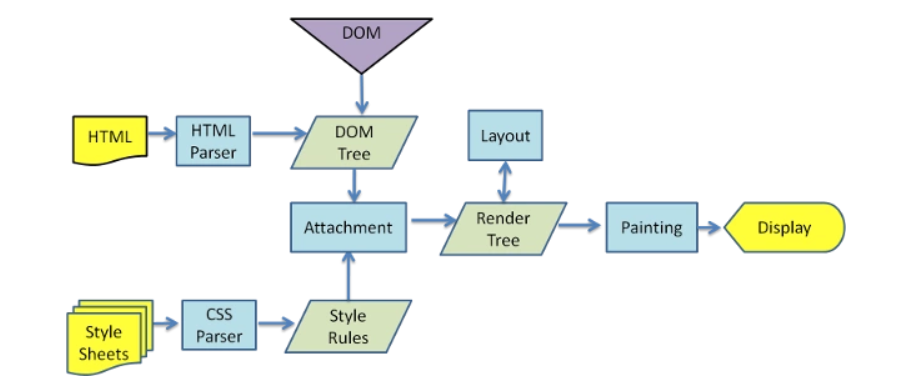 DOM
HTML
HTML
Parser
DOM
Tree
Layout
Attachment
Render
Tree
Painting
Display
Style
Sheets
CSS
Parser
Style
Rules